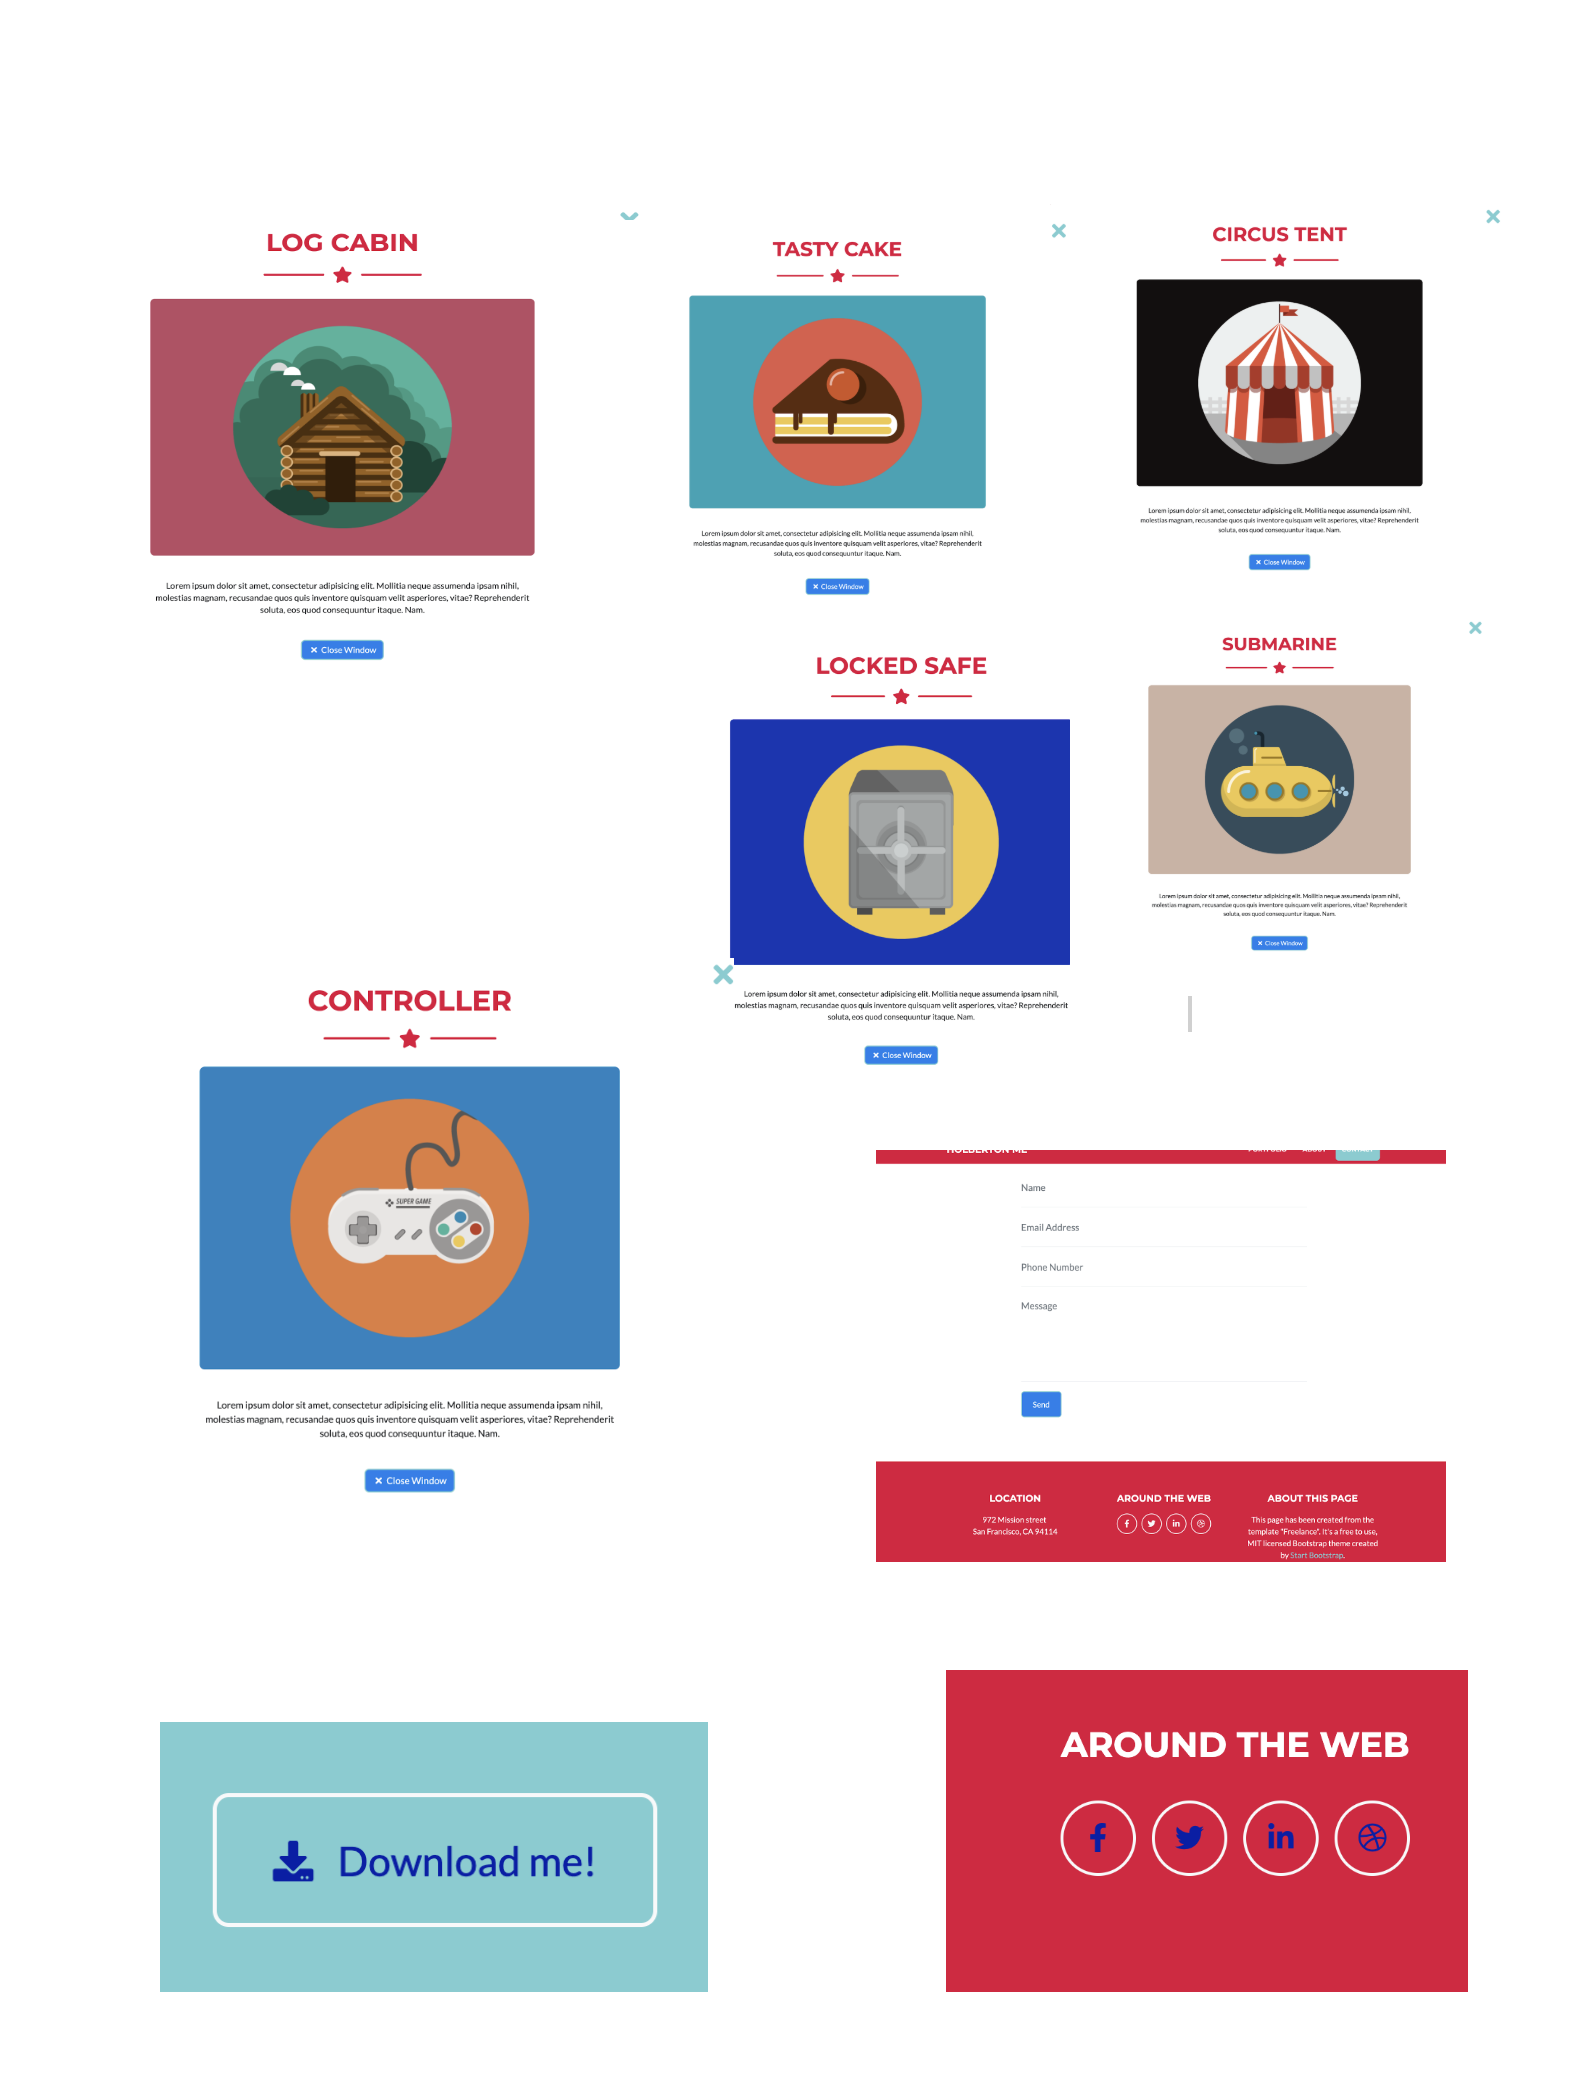 LOG CABIN
Lorem ipsum dolor sit amet, consectetur adipisicing elit. Mollitia neque assumenda ipsam nihil,
molestias magnam, recusandae quos quis inventore quisquam velit asperiores, vitae? Reprehenderit
soluta, eos quod consequuntur itaque. Nam.
Close Window
TASTY CAKE
Lorem ipsum dolor sit amet, consectetur adipisicing elit. Mollitia neque assumenda ipsam nihil,
molestias magnam, recusandae quos quis inventore quisquam velit asperiores, vitae? Reprehenderit
soluta, eos quod consequuntur itaque. Nam.
Close Window
CIRCUS TENT
Lorem ipsum dolor sit amet, consectetur adipisicing elit. Mollitia neque assumenda ipsam nihil,
molestias magnam, recusandae quos quis inventore quisquam velit asperiores, vitae? Reprehenderit
soluta, eos quod consequuntur itaque. Nam.
Close Window
LOCKED SAFE
Lorem ipsum dolor sit amet, consectetur adipisicing elit. Mollitia neque assumenda ipsam nihil,
molestias magnam, recusandae quos quis inventore quisquam velit asperiores, vitae? Reprehenderit
soluta, eos quod consequuntur itaque. Nam.
Close Window
SUBMARINE
Lorem ipsum dolor sit amet, consectetur adipisicing elit. Mollitia neque assumenda ipsam nihil,
molestias magnam, recusandae quos quis inventore quisquam velit asperiores, vitae? Reprehenderit
soluta, eos quod consequuntur itaque. Nam.
Close Window
CONTROLLER
SUPER GAME
Lorem ipsum dolor sit amet, consectetur adipisicing elit. Mollitia neque assumenda ipsam nihil,
molestias magnam, recusandae quos quis inventore quisquam velit asperiores, vitae? Reprehenderit
soluta, eos quod consequuntur itaque. Nam.
Close Window
HOLBERTON ME
PORTFOLIO ABOUT CONTACT
Name
Email Address
Phone Number
Message
Send
LOCATION
972 Mission street
San Francisco, CA 94114
AROUND THE WEB
ABOUT THIS PAGE
This page has been created from the
template "Freelance". It's a free to use,
MIT licensed Bootstrap theme created
by Start Bootstrap.
Download me!
AROUND THE WEB